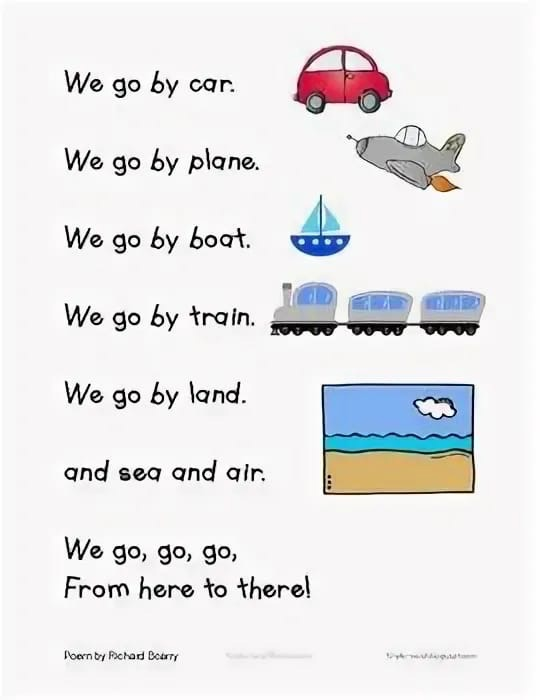 We go by car.
We go by plane.
We go by boat.
We go by train.
We go by land.
and sea and air.
We go, go, go,
From here to there!
Poem by Richard